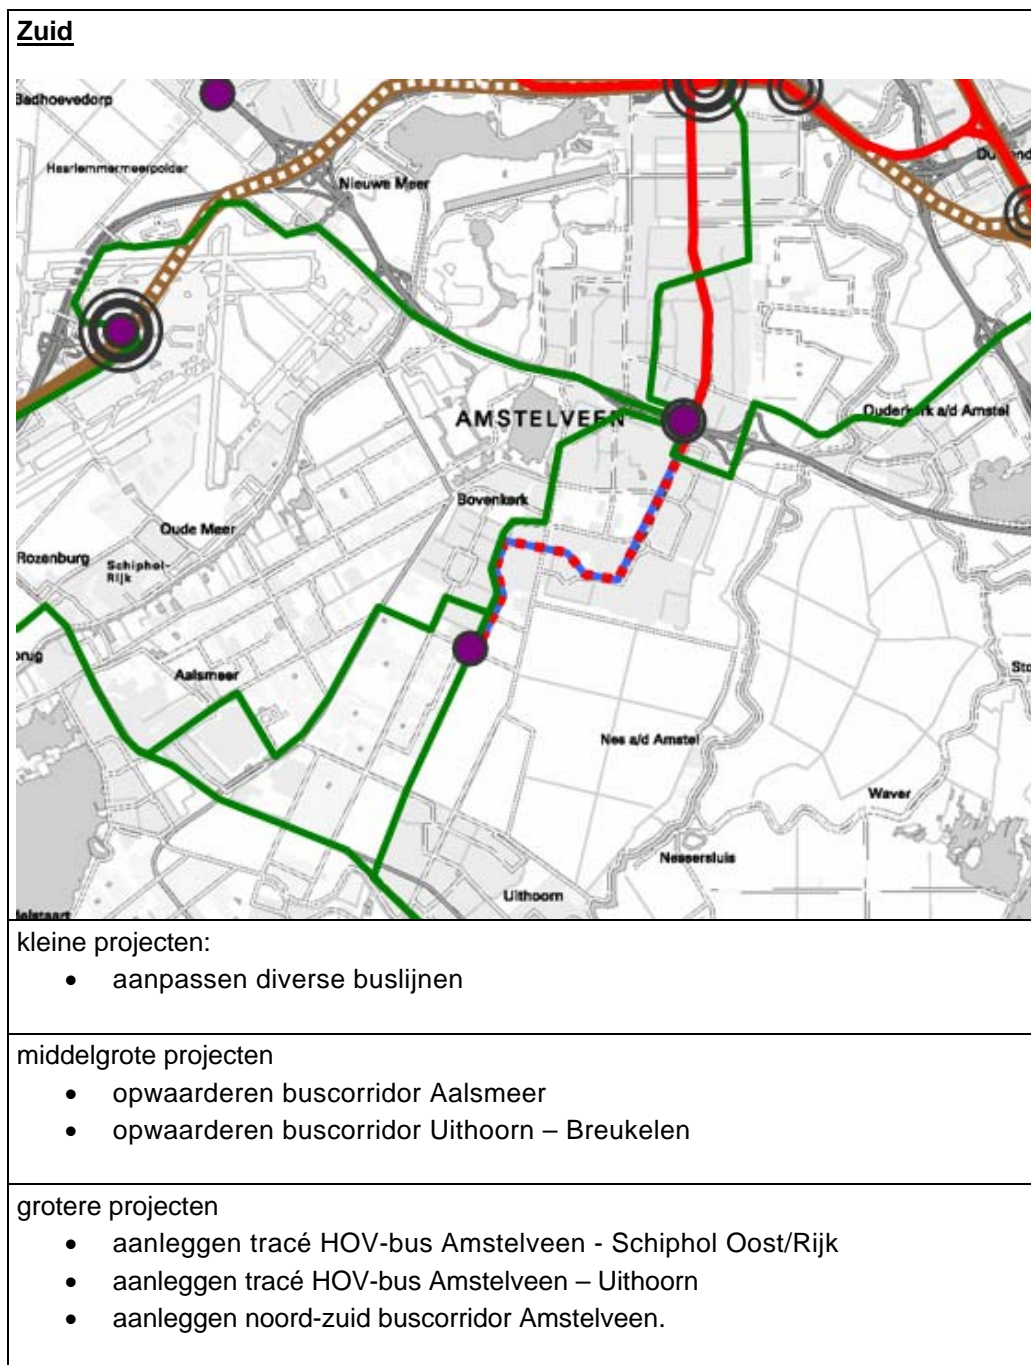 Zuid
Badhoevedorp
Haarlemmermeerpolder
Nieuwe Meer
AMSTELVEEN
Ouderkerk a/d Amstel
Bovenkerk
Oude Meer
Rozenburg
Schiphol-
Rijk
Aalsmeer
Nes a/d Amstel
Waver
Nessersluis
Uithoorn
kleine projecten:
• aanpassen diverse buslijnen
middelgrote projecten
• opwaarderen buscorridor Aalsmeer
• opwaarderen buscorridor Uithoorn – Breukelen
grotere projecten
• aanleggen tracé HOV-bus Amstelveen - Schiphol Oost/Rijk
• aanleggen tracé HOV-bus Amstelveen – Uithoorn
• aanleggen noord-zuid buscorridor Amstelveen.